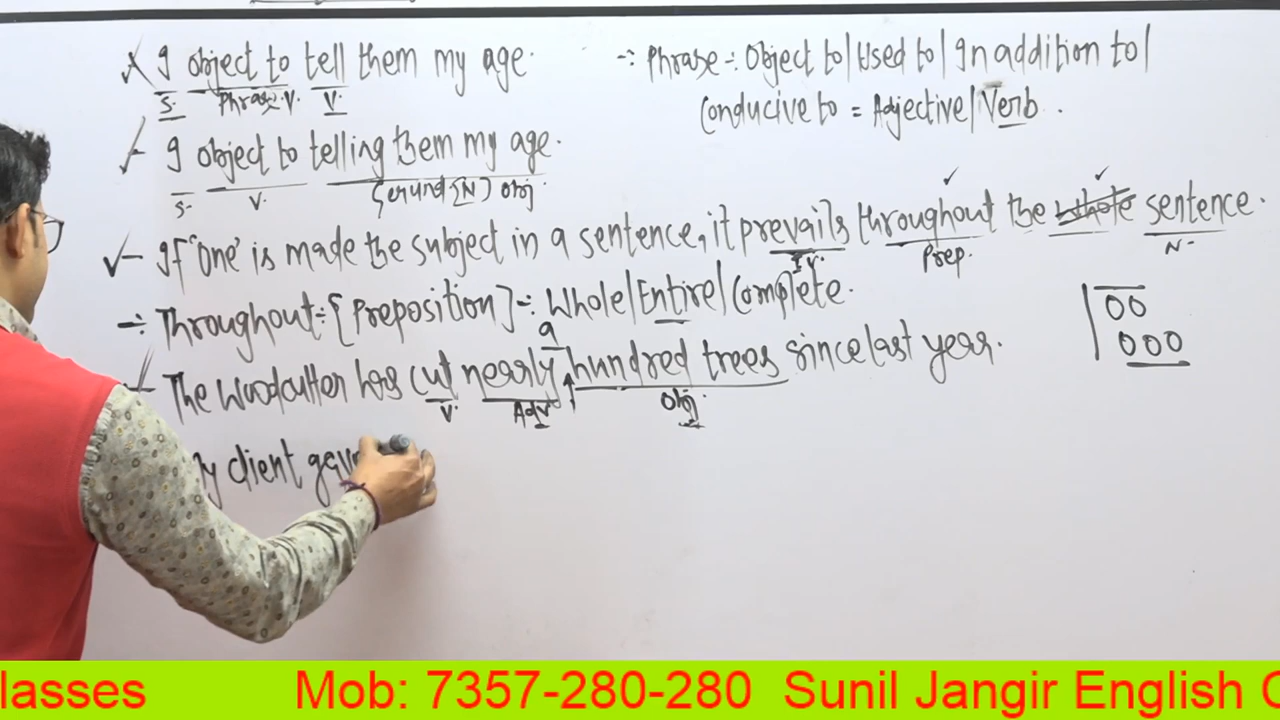 I object to tell them my age.
S. Phrase V. V.
∴ Phrase ∴ Object to/Used to/In addition to/
Conducive to = Adjective/Verb.
I object to telling them my age.
S. V. Gerund [N] Obj.
If 'One' is made the subject in a sentence, it prevails throughout the whole sentence.
I.V. Prep. N.
Throughout: [Preposition] ∴ Whole/Entire/Complete.
a
The Woodcutter has cut nearly hundred trees since last year.
V. Adv. Obj.
00
000
My client gav
lasses Mob: 7357-280-280 Sunil Jangir English C